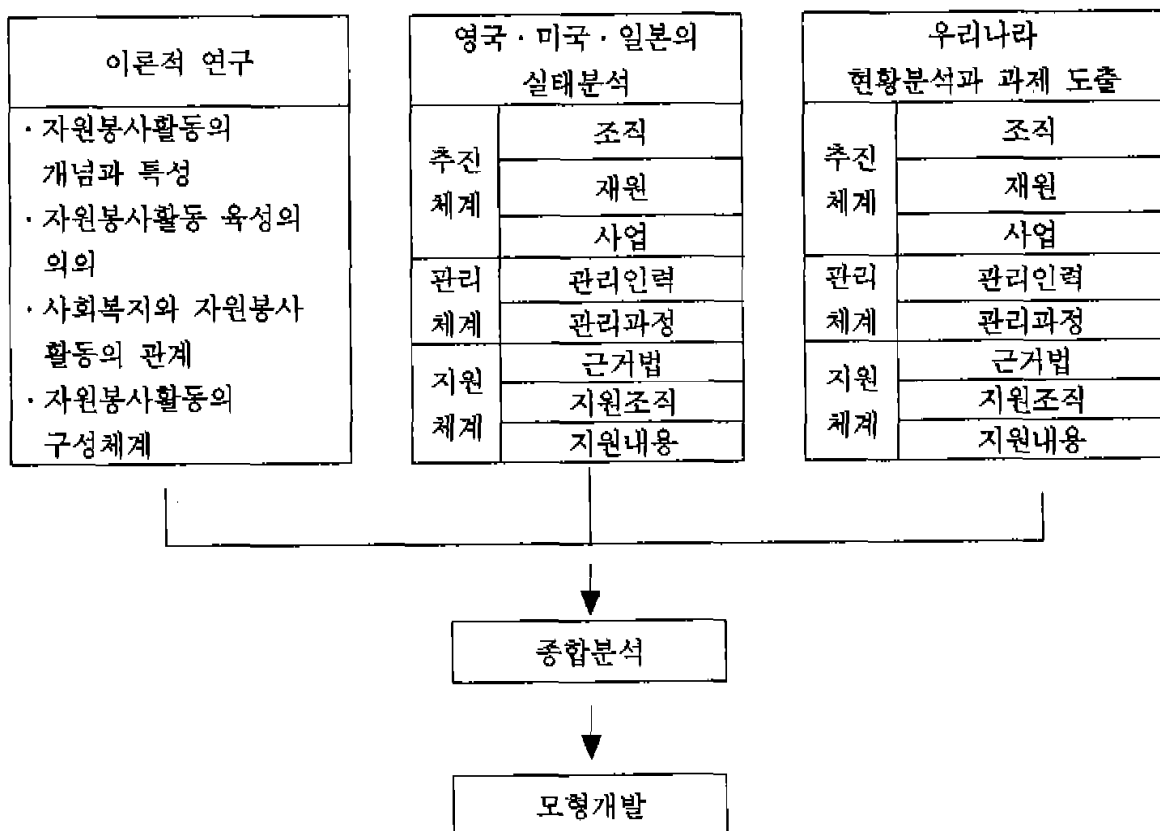 이론적 연구
· 자원봉사활동의
개념과 특성
· 자원봉사활동 육성의
의의
· 사회복지와 자원봉사
활동의 관계
· 자원봉사활동의
구성체계
영국 · 미국 · 일본의
실태분석
추진
체계
조직
재원
사업
관리
체계
관리인력
관리과정
지원
체계
근거법
지원조직
지원내용
우리나라
현황분석과 과제 도출
추진
체계
조직
재원
사업
관리
체계
관리인력
관리과정
지원
체계
근거법
지원조직
지원내용
종합분석
모형개발